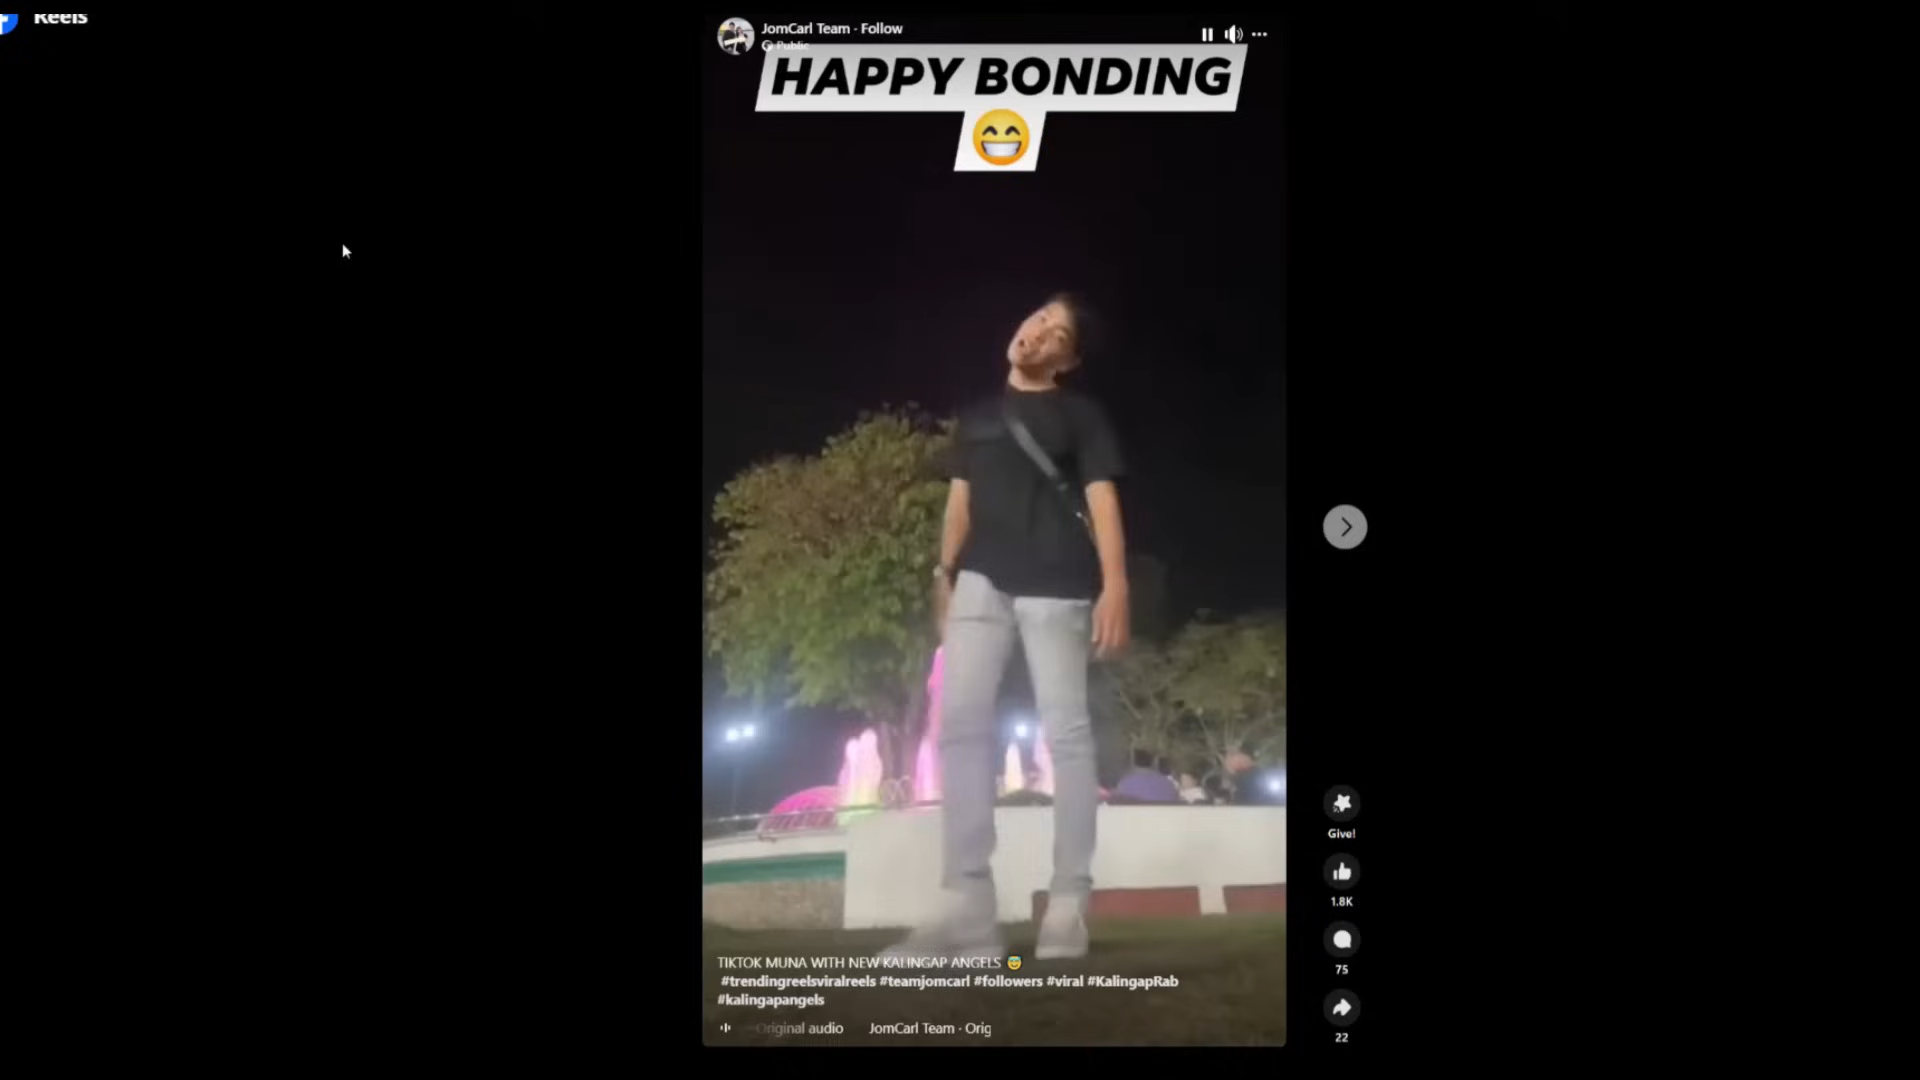 Reels
JomCarl Team · Follow
Public
HAPPY BONDING
😁
Give!
1.8K
75
22
TIKTOK MUNA WITH NEW KALINGAP ANGELS 😇
#trendingreelsviralreels #teamjomcarl #followers #viral #KalingapRab
#kalingapangels
Original audio JomCarl Team · Orig